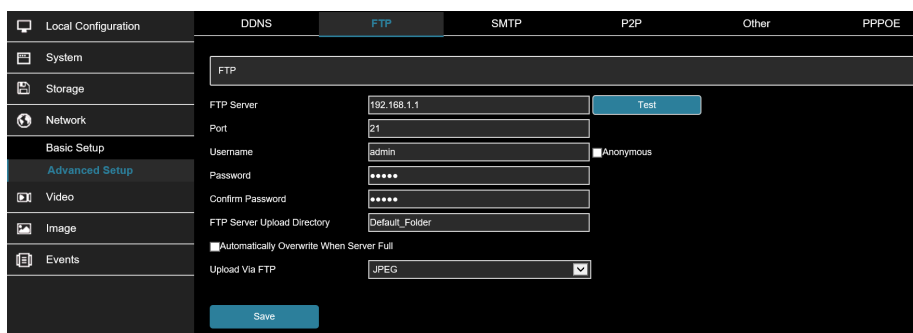 Local Configuration
System
Storage
Network
Basic Setup
Advanced Setup
Video
Image
Events
DDNS FTP SMTP P2P Other PPPOE
FTP
FTP Server 192.168.1.1 Test
Port 21
Username admin Anonymous
Password •••••
Confirm Password •••••
FTP Server Upload Directory Default_Folder
Automatically Overwrite When Server Full
Upload Via FTP JPEG
Save